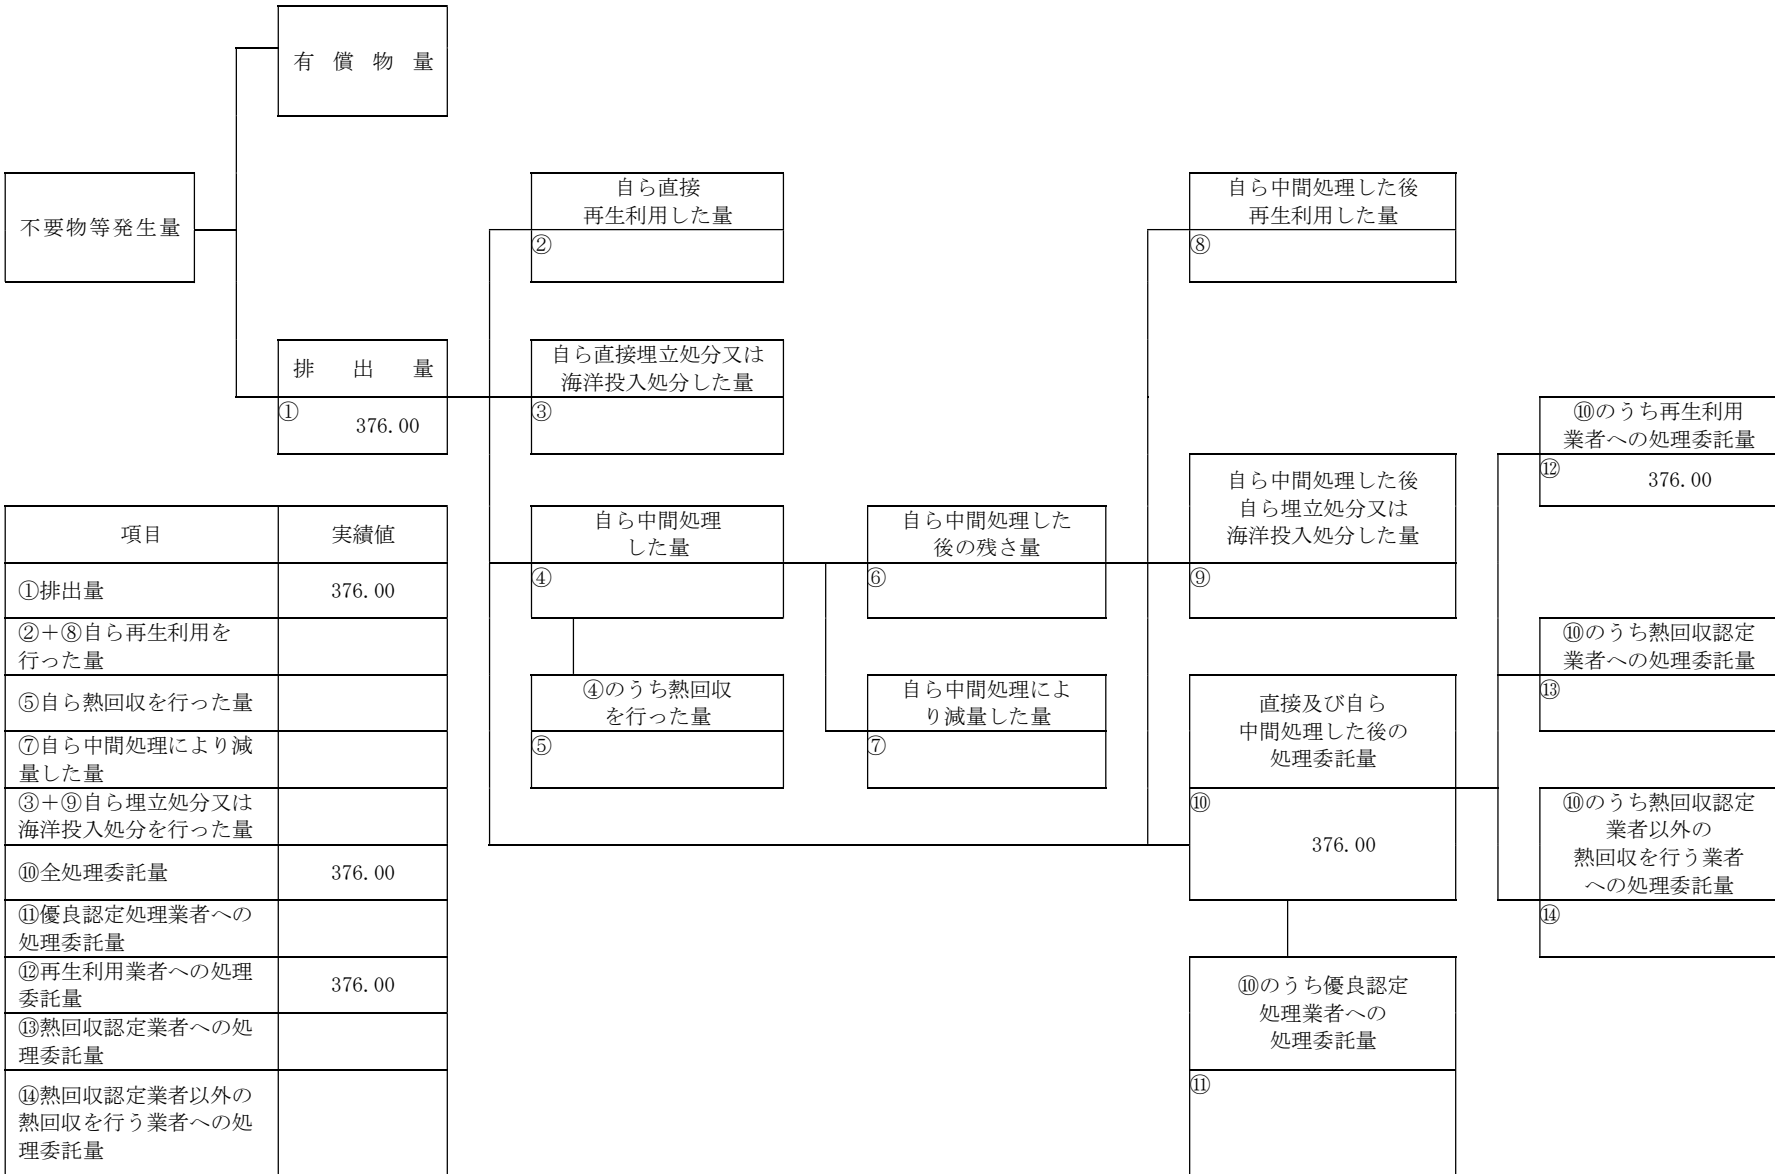 有償物量
不要物等発生量
自ら直接
再生利用した量
②
自ら中間処理した後
再生利用した量
⑧
排出量
①
376.00
自ら直接埋立処分又は
海洋投入処分した量
③
⑩のうち再生利用
業者への処理委託量
⑫
376.00
自ら中間処理した後
自ら埋立処分又は
海洋投入処分した量
⑨
自ら中間処理
した量
④
自ら中間処理した
後の残さ量
⑥
⑩のうち熱回収認定
業者への処理委託量
⑬
④のうち熱回収
を行った量
⑤
自ら中間処理によ
り減量した量
⑦
直接及び自ら
中間処理した後の
処理委託量
⑩
376.00
⑩のうち熱回収認定
業者以外の
熱回収を行う業者
への処理委託量
⑭
⑩のうち優良認定
処理業者への
処理委託量
⑪
項目 実績値
①排出量 376.00
②＋⑧自ら再生利用を
行った量
⑤自ら熱回収を行った量
⑦自ら中間処理により減
量した量
③＋⑨自ら埋立処分又は
海洋投入処分を行った量
⑩全処理委託量 376.00
⑪優良認定処理業者への
処理委託量
⑫再生利用業者への処理
委託量
376.00
⑬熱回収認定業者への処
理委託量
⑭熱回収認定業者以外の
熱回収を行う業者への処
理委託量